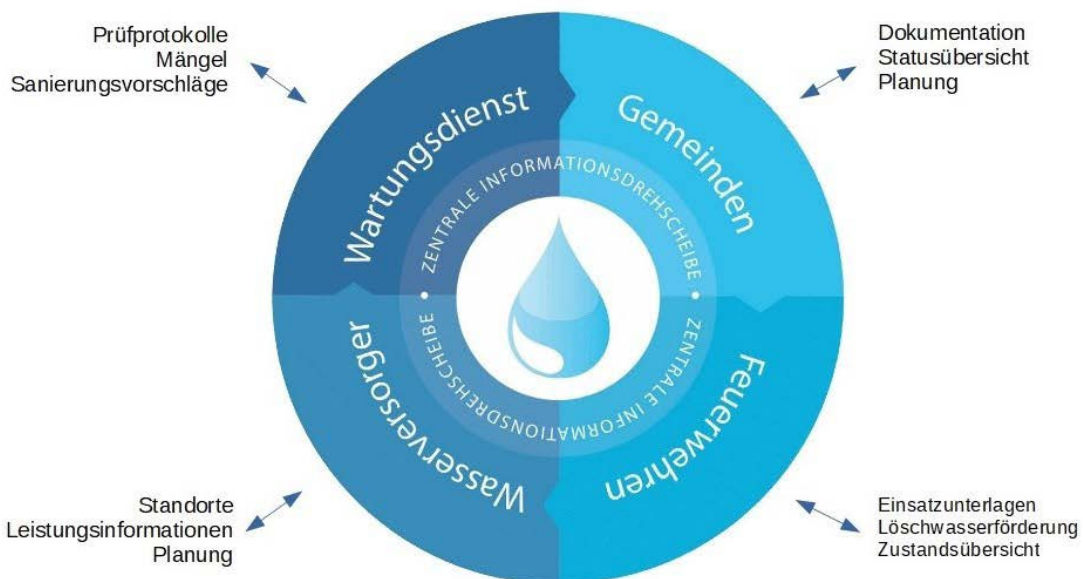 Prüfprotokolle
Mängel
Sanierungsvorschläge
Dokumentation
Statusübersicht
Planung
Wartungsdienst
Gemeinden
ZENTRALE INFORMATIONSDREHSCHEIBE •
ZENTRALE INFORMATIONSDREHSCHEIBE •
Wasserversorger
Feuerwehren
Standorte
Leistungsinformationen
Planung
Einsatzunterlagen
Löschwasserförderung
Zustandsübersicht